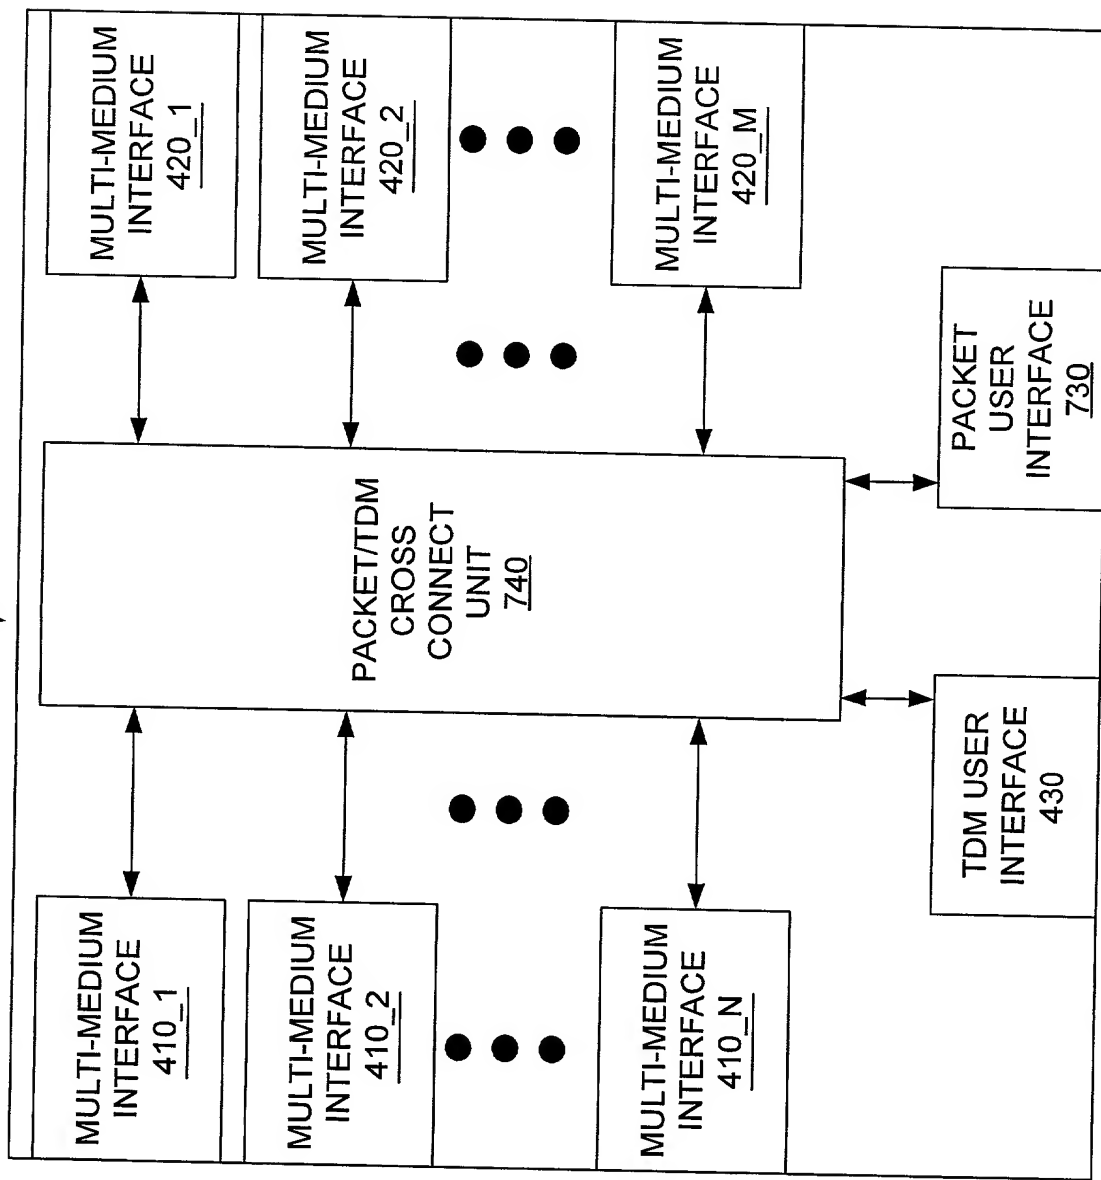 MULTI-MEDIUM
INTERFACE
410_1
MULTI-MEDIUM
INTERFACE
410_2
MULTI-MEDIUM
INTERFACE
410_N
PACKET/TDM
CROSS
CONNECT
UNIT
740
MULTI-MEDIUM
INTERFACE
420_1
MULTI-MEDIUM
INTERFACE
420_2
MULTI-MEDIUM
INTERFACE
420_M
TDM USER
INTERFACE
430
PACKET
USER
INTERFACE
730